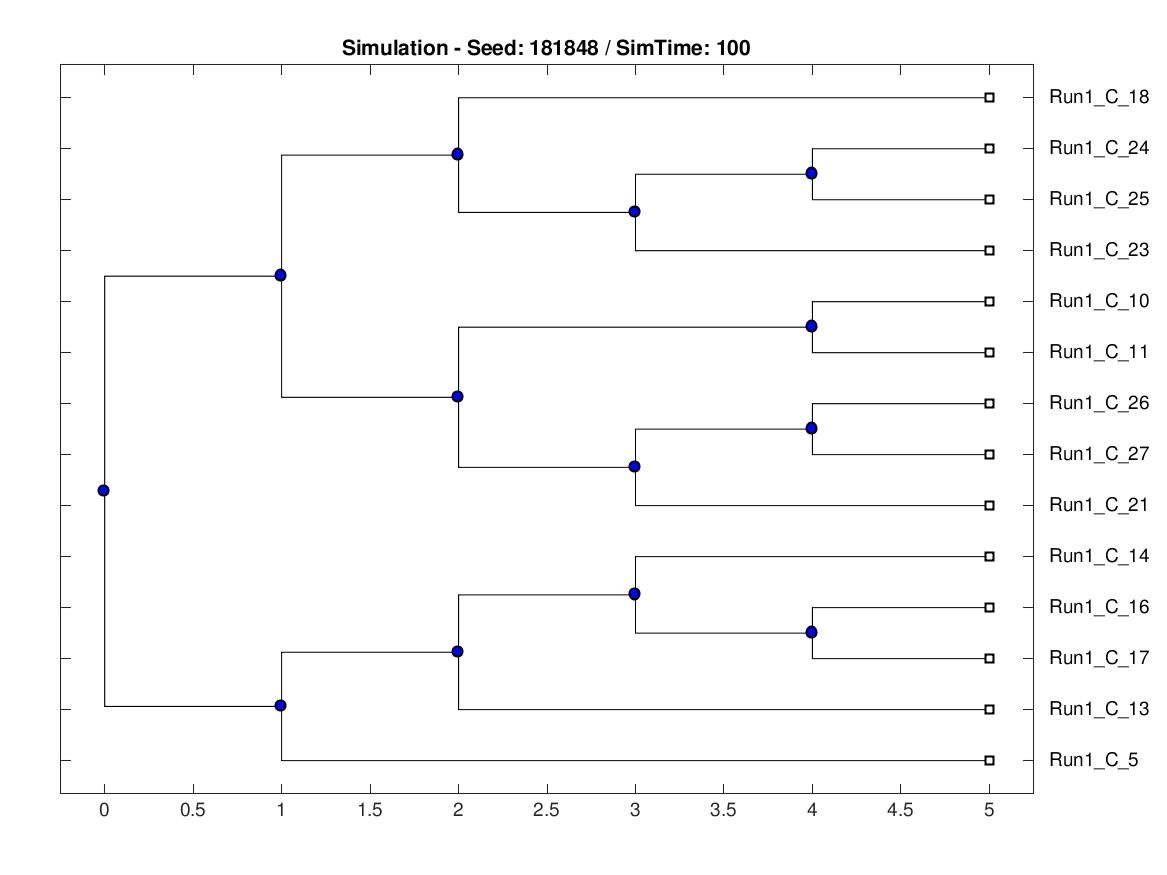 Simulation - Seed: 181848 / SimTime: 100
Run1_C_18
Run1_C_24
Run1_C_25
Run1_C_23
Run1_C_10
Run1_C_11
Run1_C_26
Run1_C_27
Run1_C_21
Run1_C_14
Run1_C_16
Run1_C_17
Run1_C_13
Run1_C_5
0 0.5 1 1.5 2 2.5 3 3.5 4 4.5 5